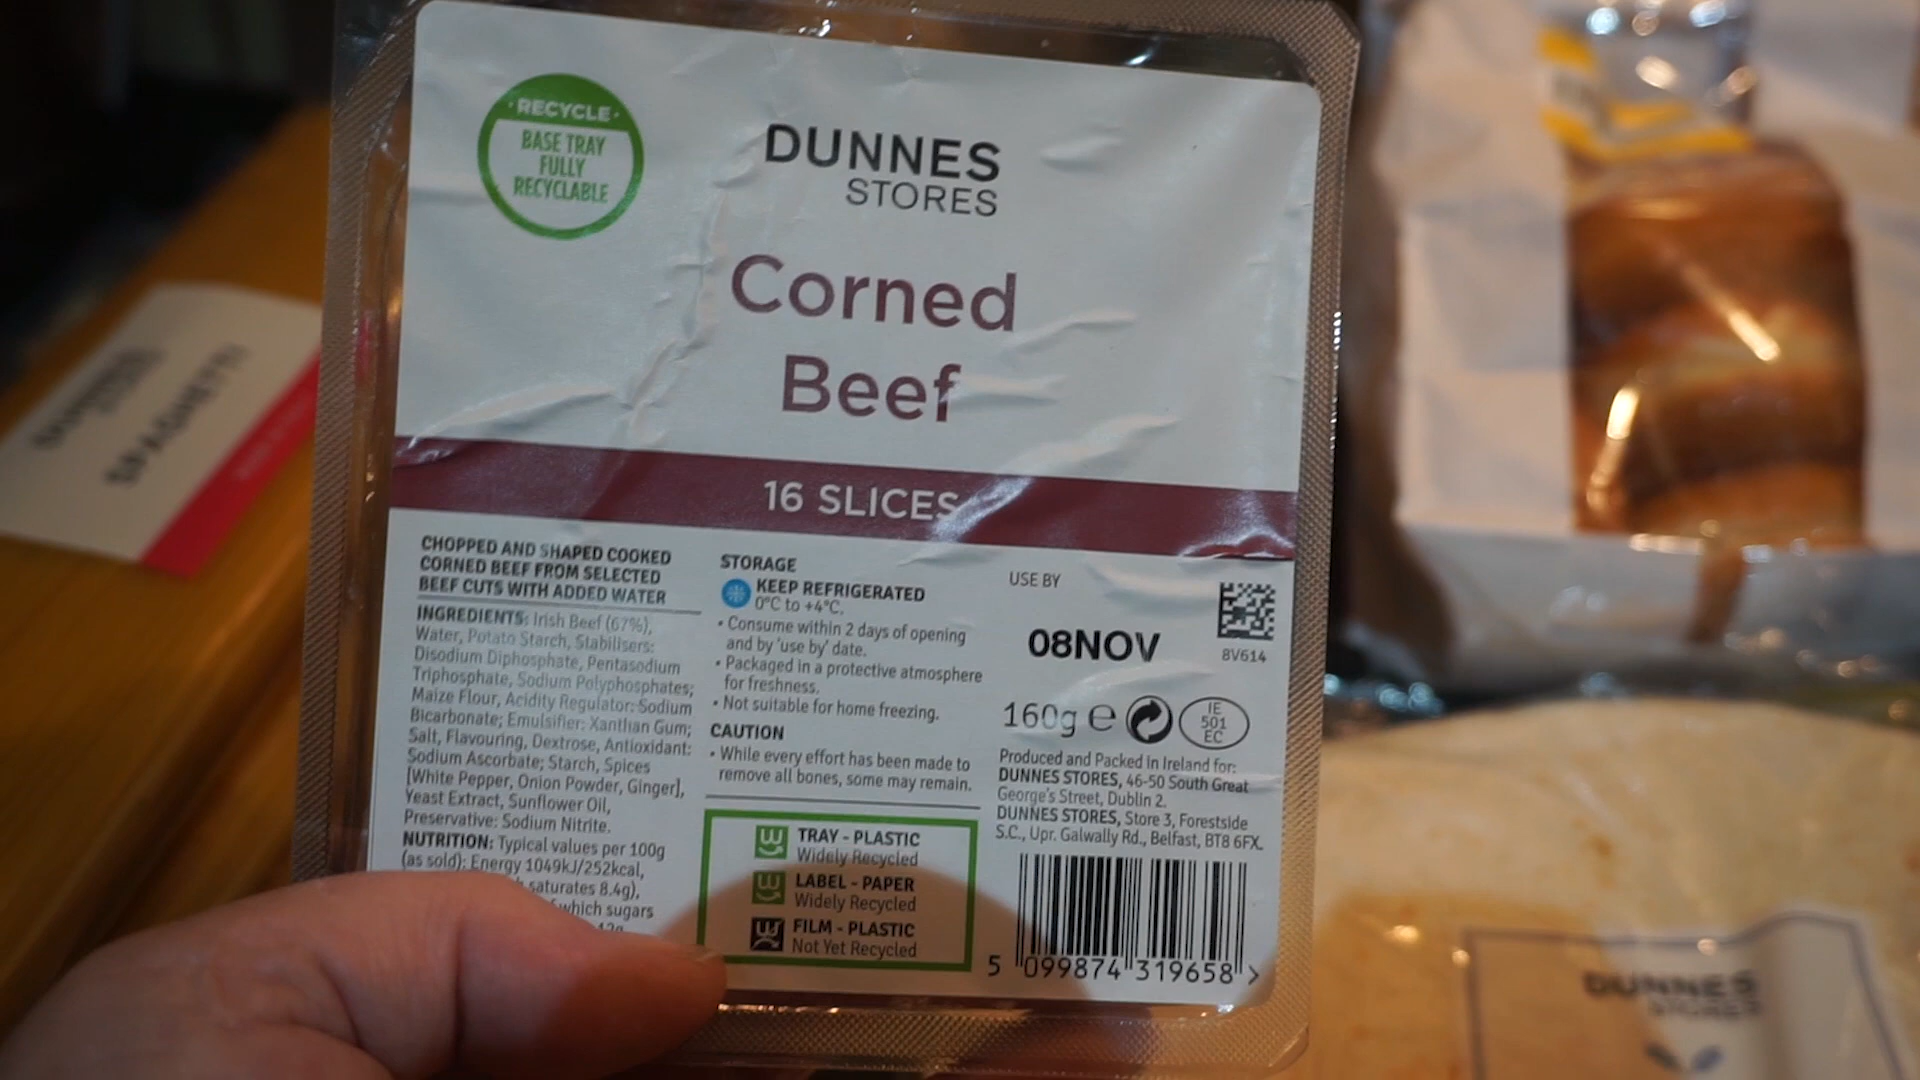 RECYCLE
BASE TRAY
FULLY
RECYCLABLE
DUNNES
STORES
Corned
Beef
16 SLICES
CHOPPED AND SHAPED COOKED
CORNED BEEF FROM SELECTED
BEEF CUTS WITH ADDED WATER
INGREDIENTS: Irish Beef (67%),
Water, Potato Starch, Stabilisers:
Disodium Diphosphate, Pentasodium
Triphosphate, Sodium Polyphosphates;
Maize Flour, Acidity Regulator: Sodium
Bicarbonate; Emulsifier: Xanthan Gum;
Salt, Flavouring, Dextrose, Antioxidant:
Sodium Ascorbate; Starch, Spices
[White Pepper, Onion Powder, Ginger],
Yeast Extract, Sunflower Oil,
Preservative: Sodium Nitrite.
NUTRITION: Typical values per 100g
(as sold): Energy 1049kJ/252kcal,
saturates 8.4g),
which sugars
STORAGE
KEEP REFRIGERATED
0°C to +4°C.
• Consume within 2 days of opening
and by 'use by' date.
• Packaged in a protective atmosphere
for freshness.
• Not suitable for home freezing.
CAUTION
• While every effort has been made to
remove all bones, some may remain.
TRAY - PLASTIC
Widely Recycled
LABEL - PAPER
Widely Recycled
FILM - PLASTIC
Not Yet Recycled
USE BY
08NOV
8V614
160g e
IE
501
EC
Produced and Packed in Ireland for:
DUNNES STORES, 46-50 South Great
George's Street, Dublin 2.
DUNNES STORES, Store 3, Forestside
S.C., Upr. Galwally Rd., Belfast, BT8 6FX.
5 099874 319658 >
SPAGHETTI
DUNNES
STORES